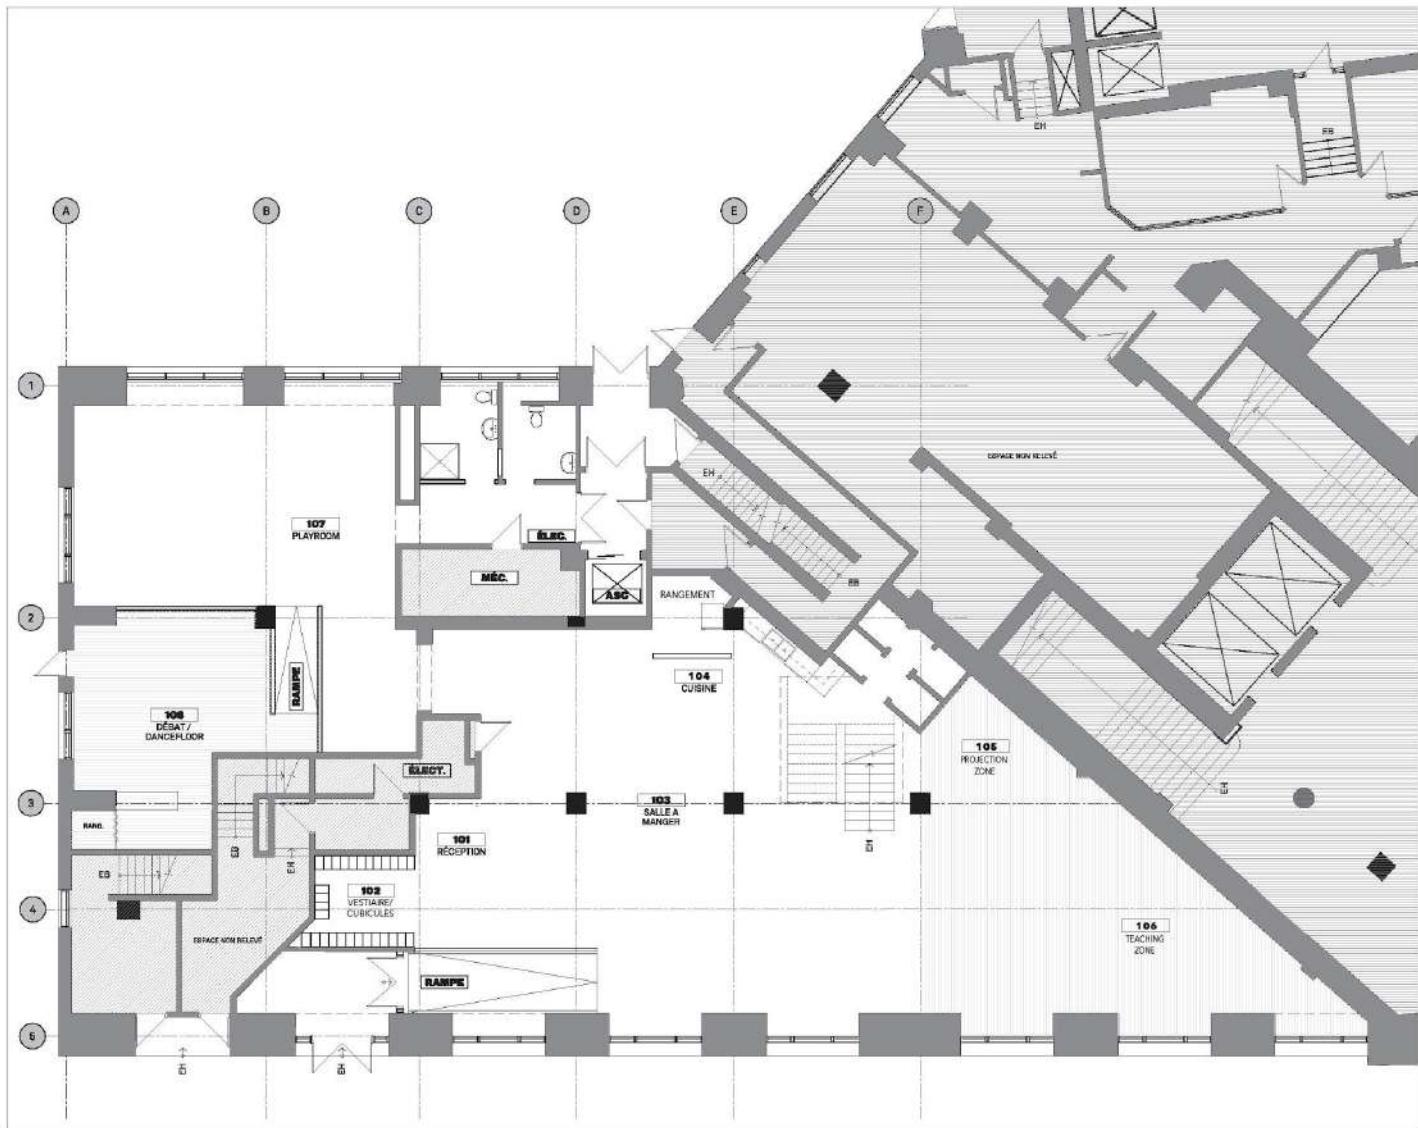 EH
EB
A
B
C
D
E
F
1
ESPACE NON RELEVÉ
EH
107
PLAYROOM
ÉLEC.
MÉC.
ASC
EB
RANGEMENT
2
RAMPE
104
CUISINE
108
DÉBAT /
DANCEFLOOR
105
PROJECTION
ZONE
ÉLECT.
EH
3
103
SALLE A
MANGER
RANG.
101
RÉCEPTION
EB
EH
EH
EB
102
VESTIAIRE/
CUBICULES
4
106
TEACHING
ZONE
ESPACE NON RELEVÉ
RAMPE
5
EH
EH